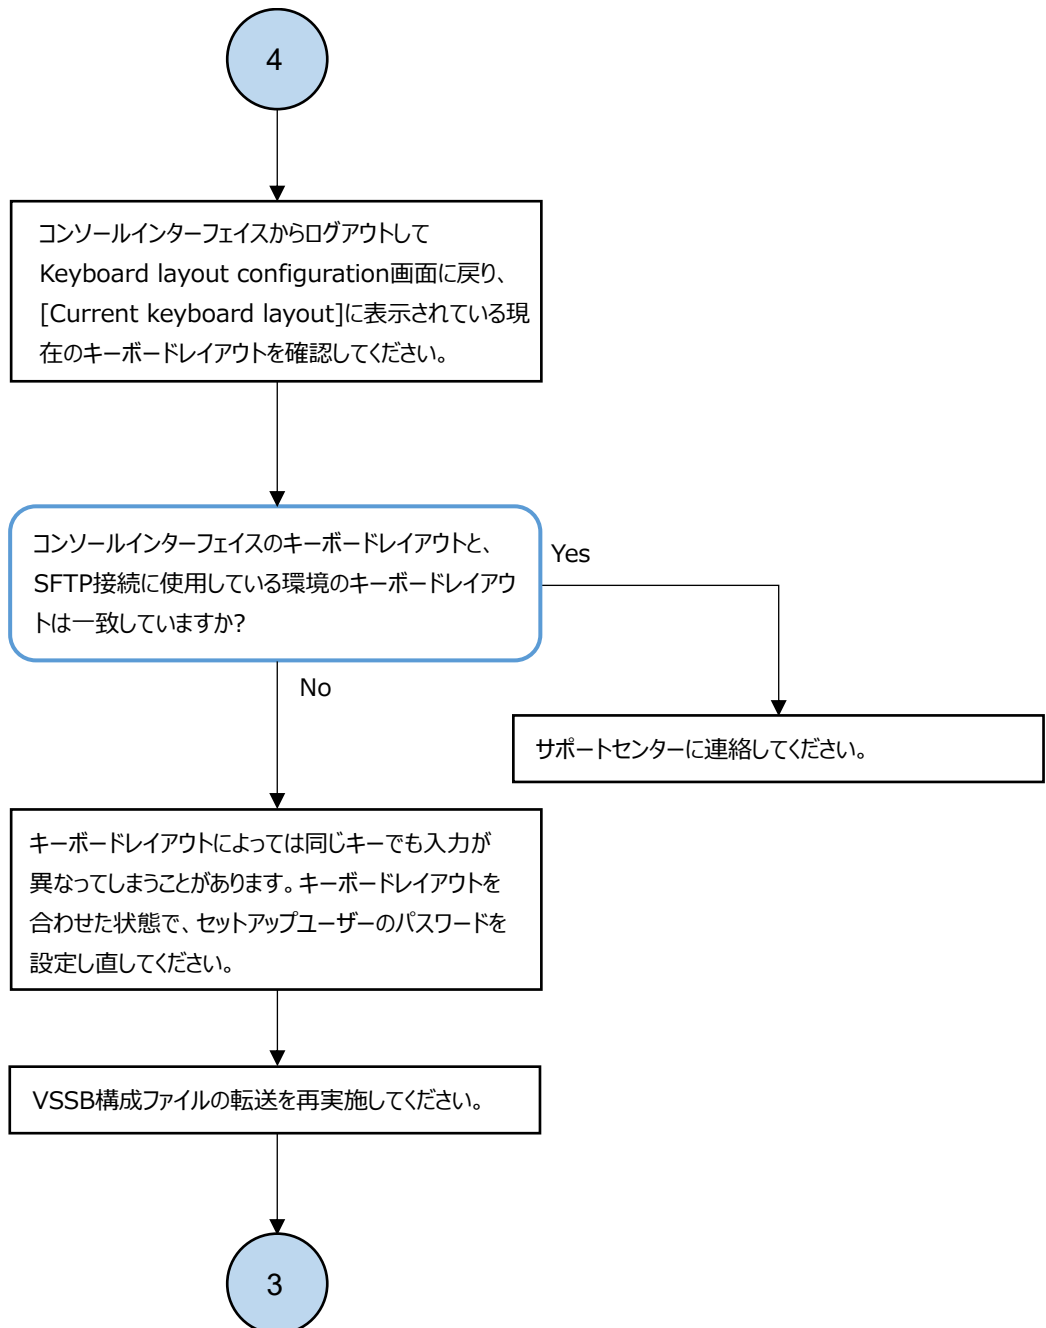 4
コンソールインターフェイスからログアウトして
Keyboard layout configuration画面に戻り、
[Current keyboard layout]に表示されている現
在のキーボードレイアウトを確認してください。
コンソールインターフェイスのキーボードレイアウトと、
SFTP接続に使用している環境のキーボードレイアウ
トは一致していますか?
Yes
No
サポートセンターに連絡してください。
キーボードレイアウトによっては同じキーでも入力が
異なってしまうことがあります。キーボードレイアウトを
合わせた状態で、セットアップユーザーのパスワードを
設定し直してください。
VSSB構成ファイルの転送を再実施してください。
3